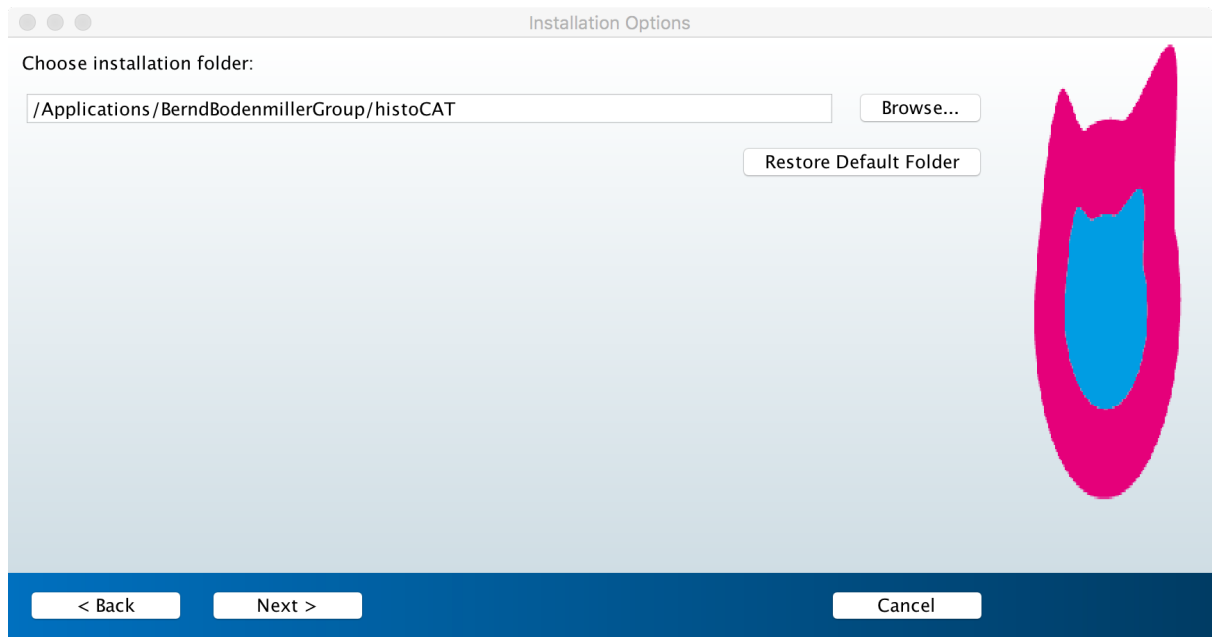 Installation Options
Choose installation folder:
/Applications/BerndBodenmillerGroup/histoCAT
Browse...
Restore Default Folder
< Back
Next >
Cancel